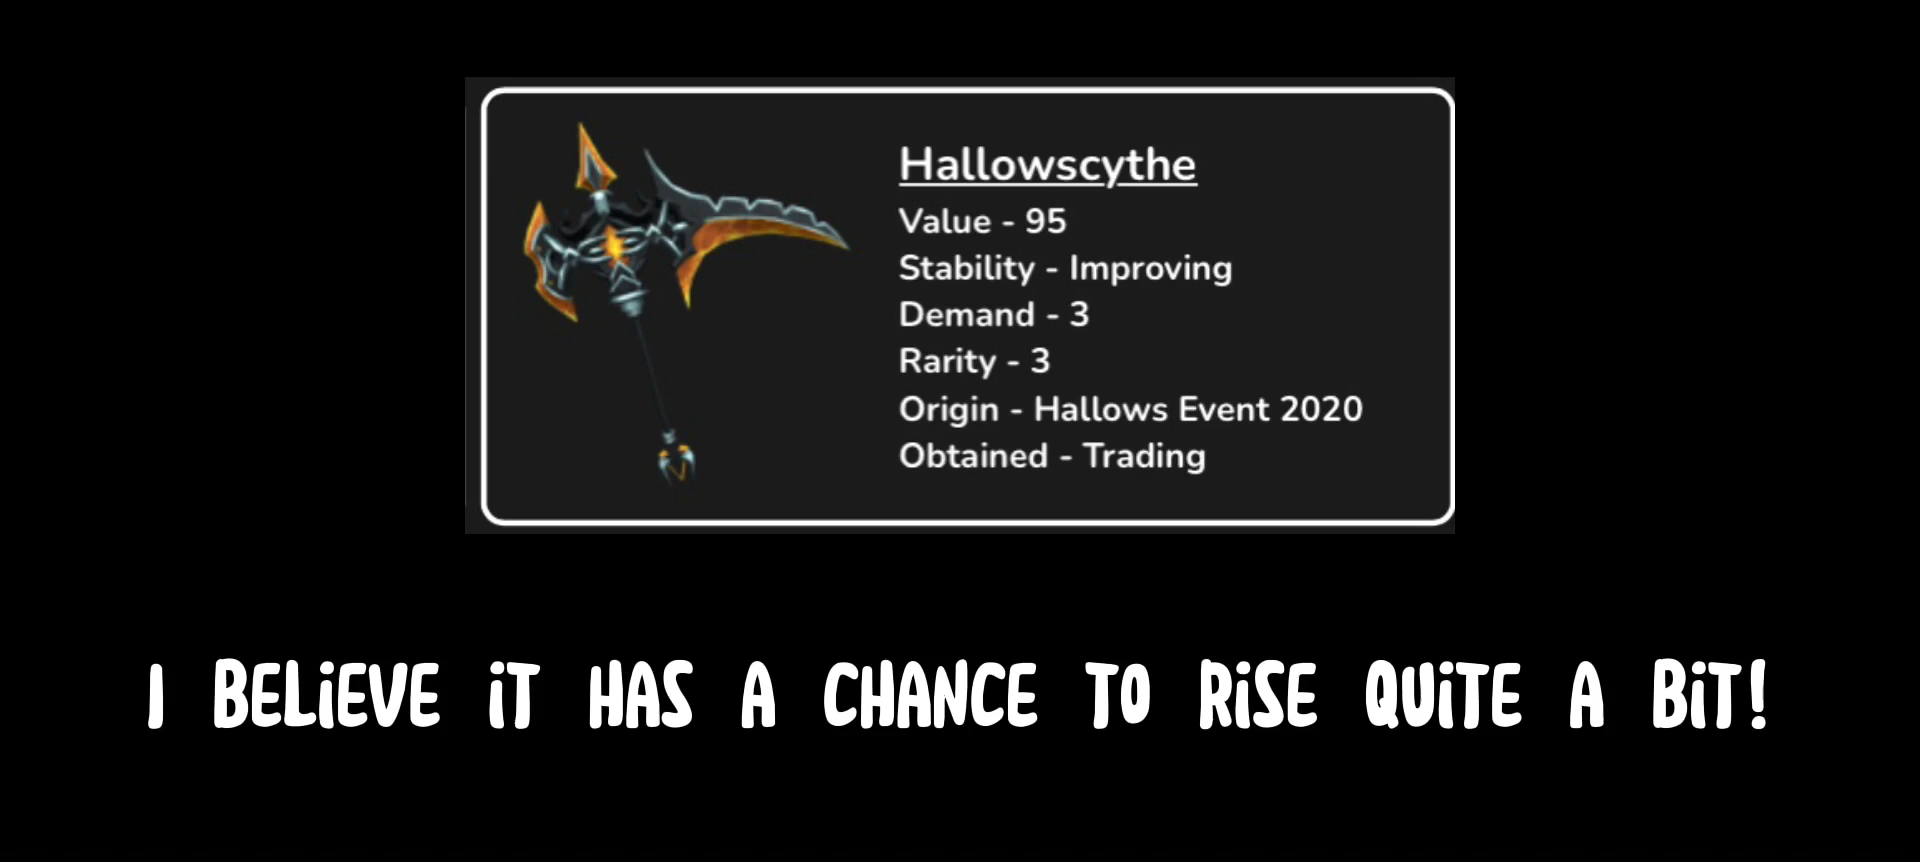 Hallowscythe
Value - 95
Stability - Improving
Demand - 3
Rarity - 3
Origin - Hallows Event 2020
Obtained - Trading
I BELiEVE iT HAS A CHANCE TO RiSE QUiTE A BiT!